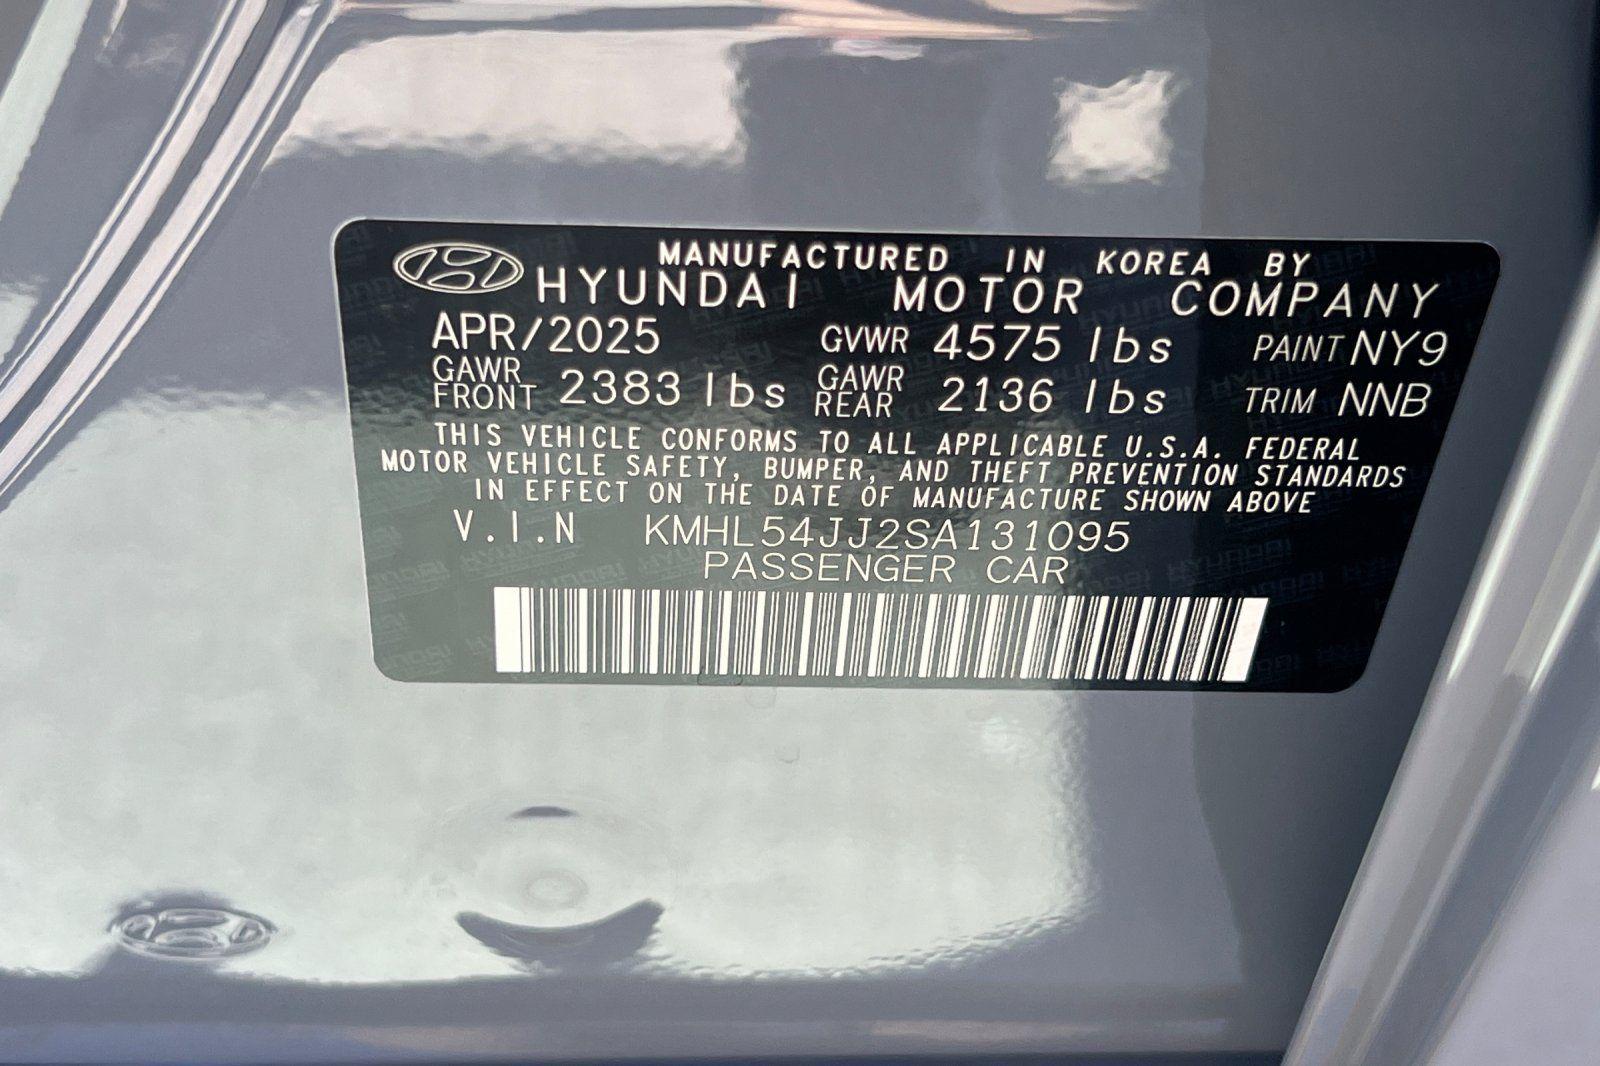 MANUFACTURED IN KOREA BY
HYUNDAI MOTOR COMPANY
APR/2025 GVWR 4575 lbs PAINT NY9
GAWR FRONT 2383 lbs GAWR REAR 2136 lbs TRIM NNB
THIS VEHICLE CONFORMS TO ALL APPLICABLE U.S.A. FEDERAL
MOTOR VEHICLE SAFETY, BUMPER, AND THEFT PREVENTION STANDARDS
IN EFFECT ON THE DATE OF MANUFACTURE SHOWN ABOVE
V.I.N KMHL54JJ2SA131095
PASSENGER CAR